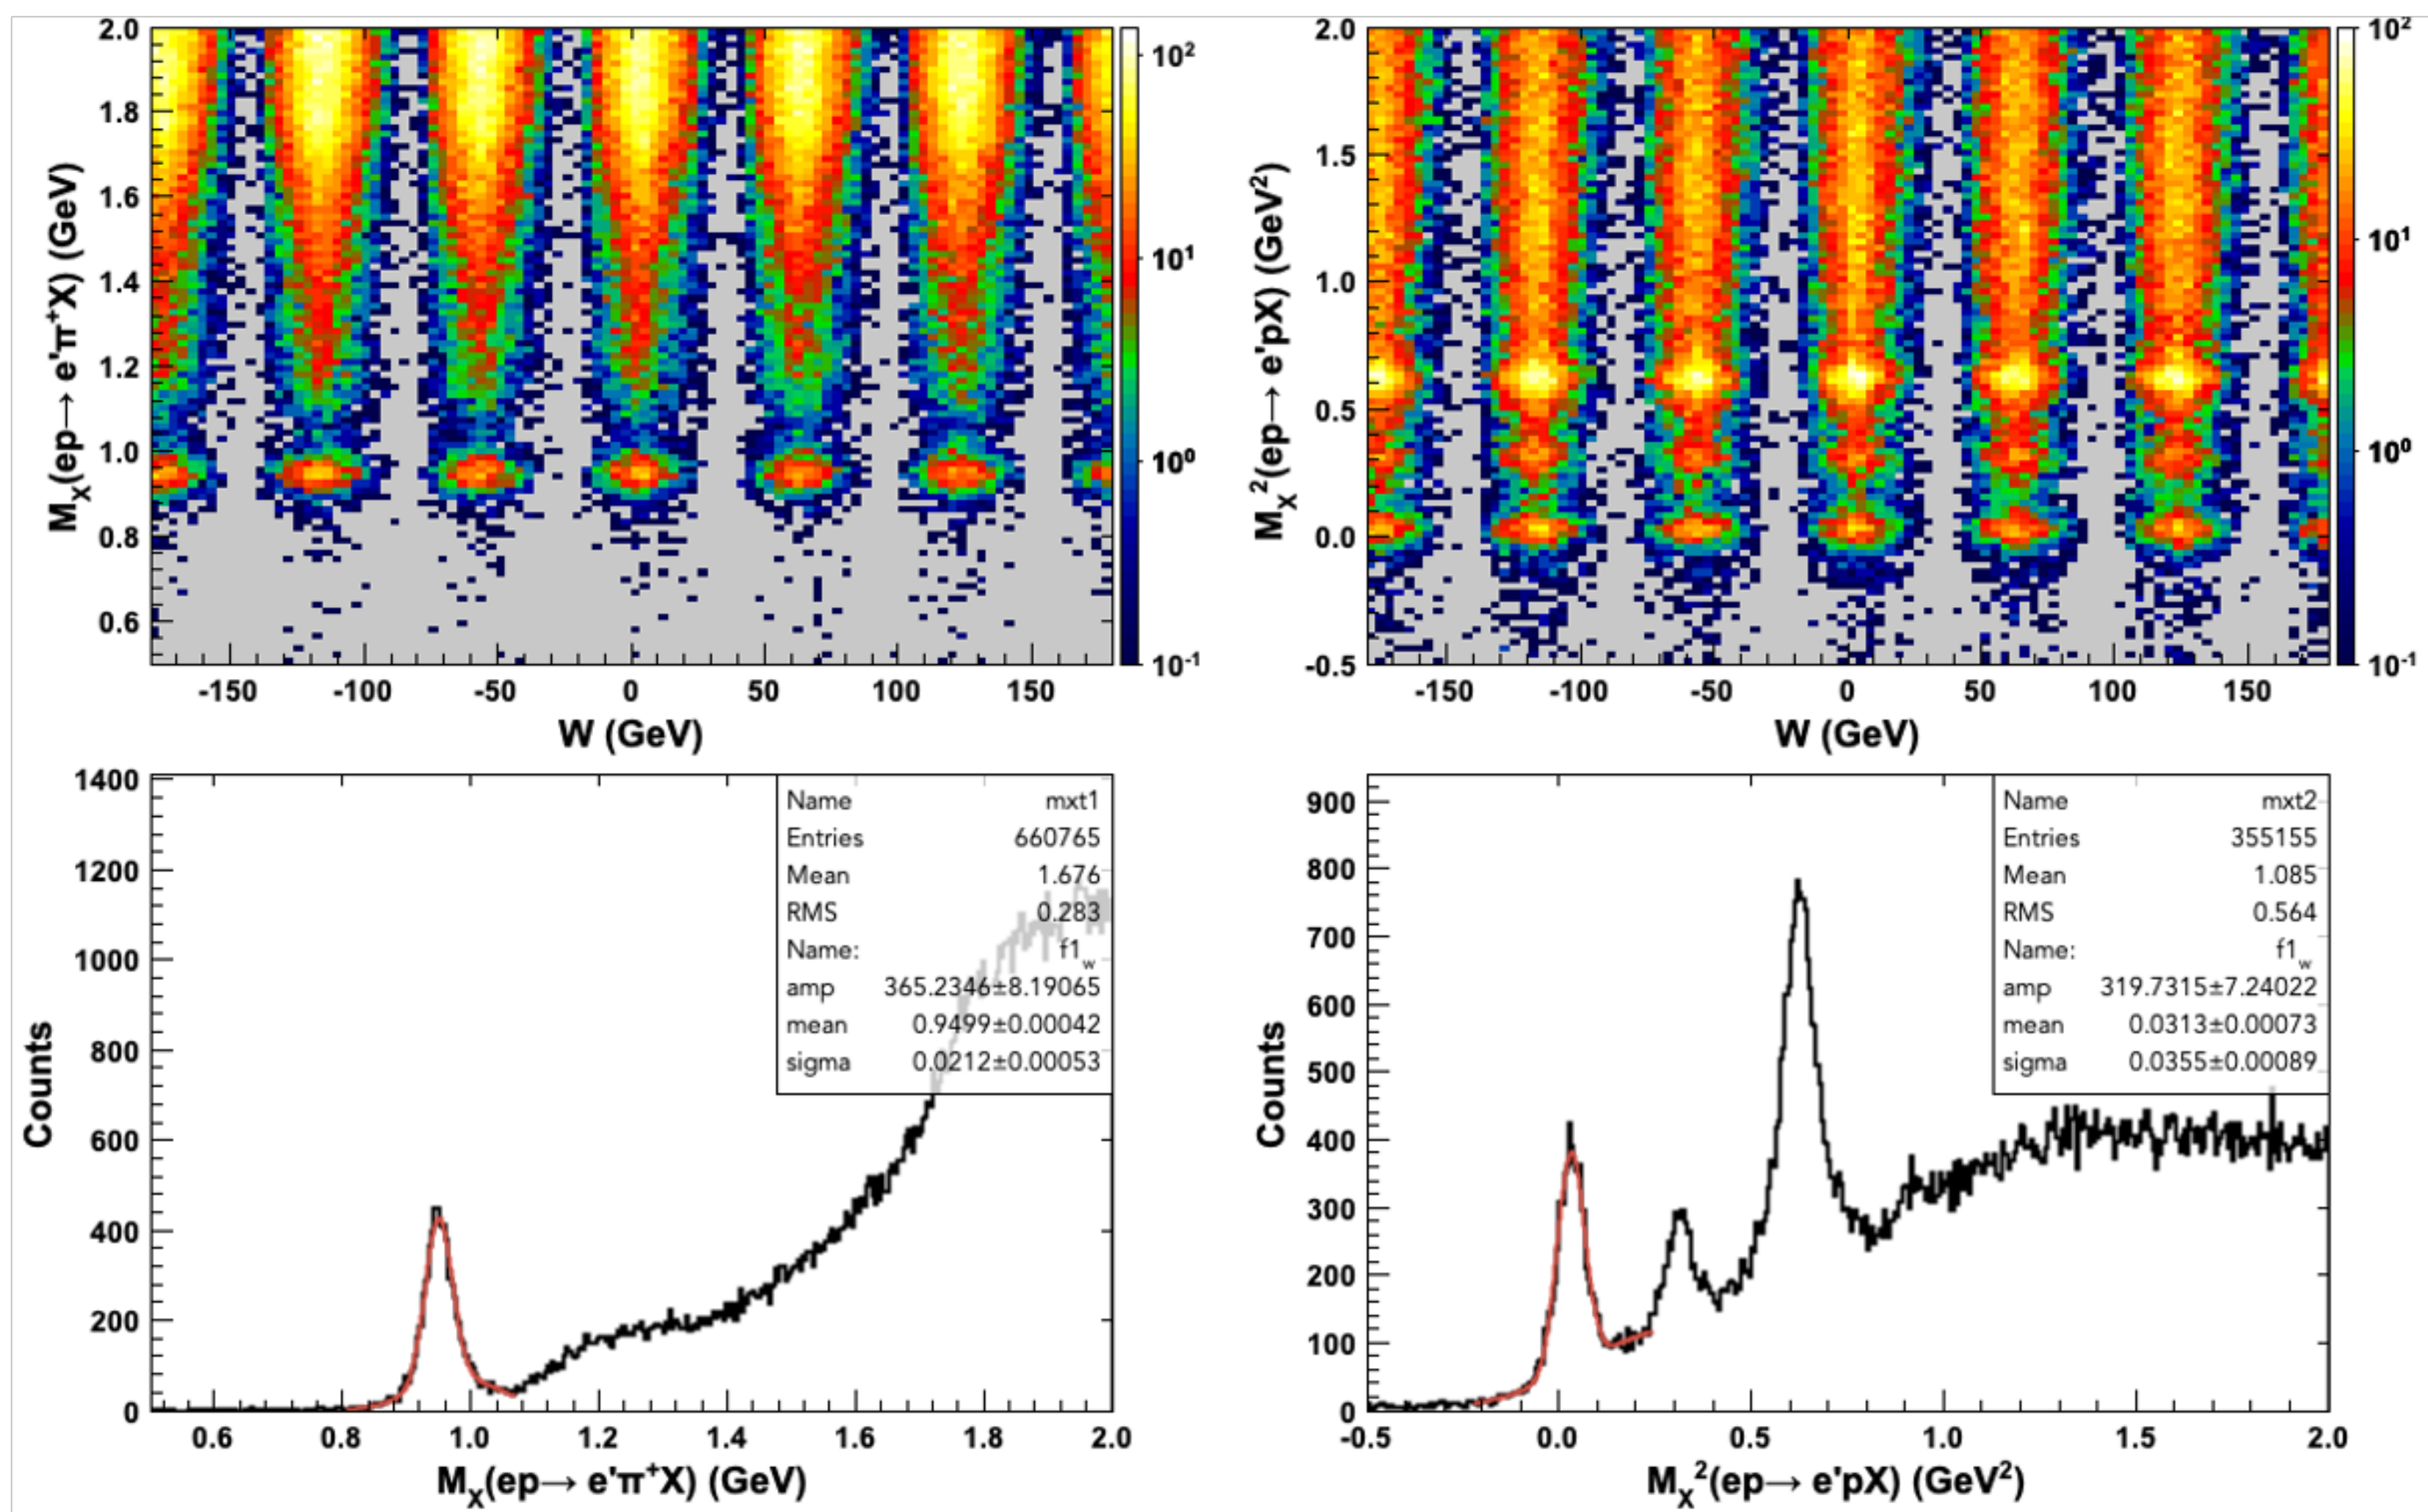 2.0
1.8
1.6
1.4
1.2
1.0
0.8
0.6
M_X(ep→ e'π⁺X) (GeV)
-150 -100 -50 0 50 100 150
W (GeV)
10²
10¹
10⁰
10⁻¹
2.0
1.5
1.0
0.5
0.0
-0.5
M_X²(ep→ e'pX) (GeV²)
-150 -100 -50 0 50 100 150
W (GeV)
10²
10¹
10⁰
10⁻¹
1400
1200
1000
800
600
400
200
0
Counts
Name mxt1
Entries 660765
Mean 1.676
RMS 0.283
Name: f1_w
amp 365.2346±8.19065
mean 0.9499±0.00042
sigma 0.0212±0.00053
0.6 0.8 1.0 1.2 1.4 1.6 1.8 2.0
M_X(ep→ e'π⁺X) (GeV)
900
800
700
600
500
400
300
200
100
0
Counts
Name mxt2
Entries 355155
Mean 1.085
RMS 0.564
Name: f1_w
amp 319.7315±7.24022
mean 0.0313±0.00073
sigma 0.0355±0.00089
-0.5 0.0 0.5 1.0 1.5 2.0
M_X²(ep→ e'pX) (GeV²)